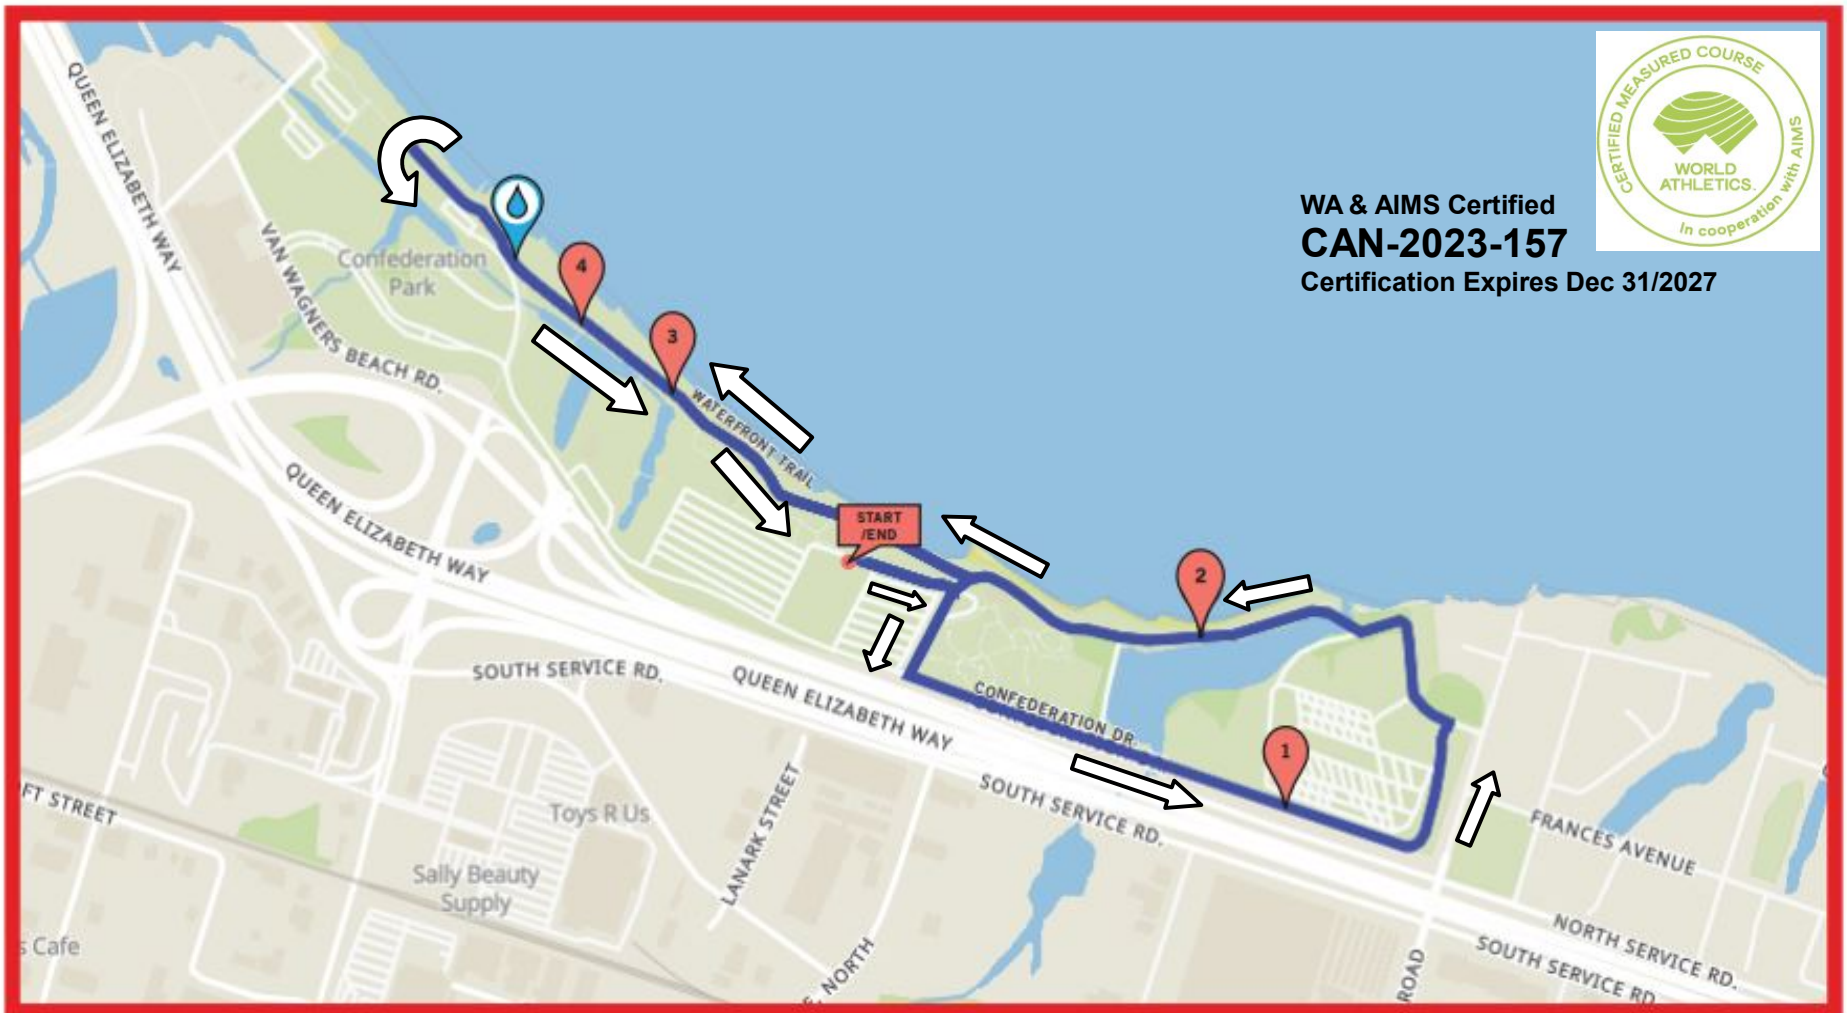 QUEEN ELIZABETH WAY
CERTIFIED MEASURED COURSE
WORLD
ATHLETICS
In cooperation with AIMS
WA & AIMS Certified
CAN-2023-157
Certification Expires Dec 31/2027
Confederation
Park
VAN WAGNERS BEACH RD.
4
3
WATERFRONT TRAIL
QUEEN ELIZABETH WAY
START
/END
2
SOUTH SERVICE RD.
QUEEN ELIZABETH WAY
CONFEDERATION DR.
1
SOUTH SERVICE RD.
FT STREET
Toys R Us
LANARK STREET
FRANCES AVENUE
Sally Beauty
Supply
s Cafe
NORTH
ROAD
NORTH SERVICE RD.
SOUTH SERVICE RD.